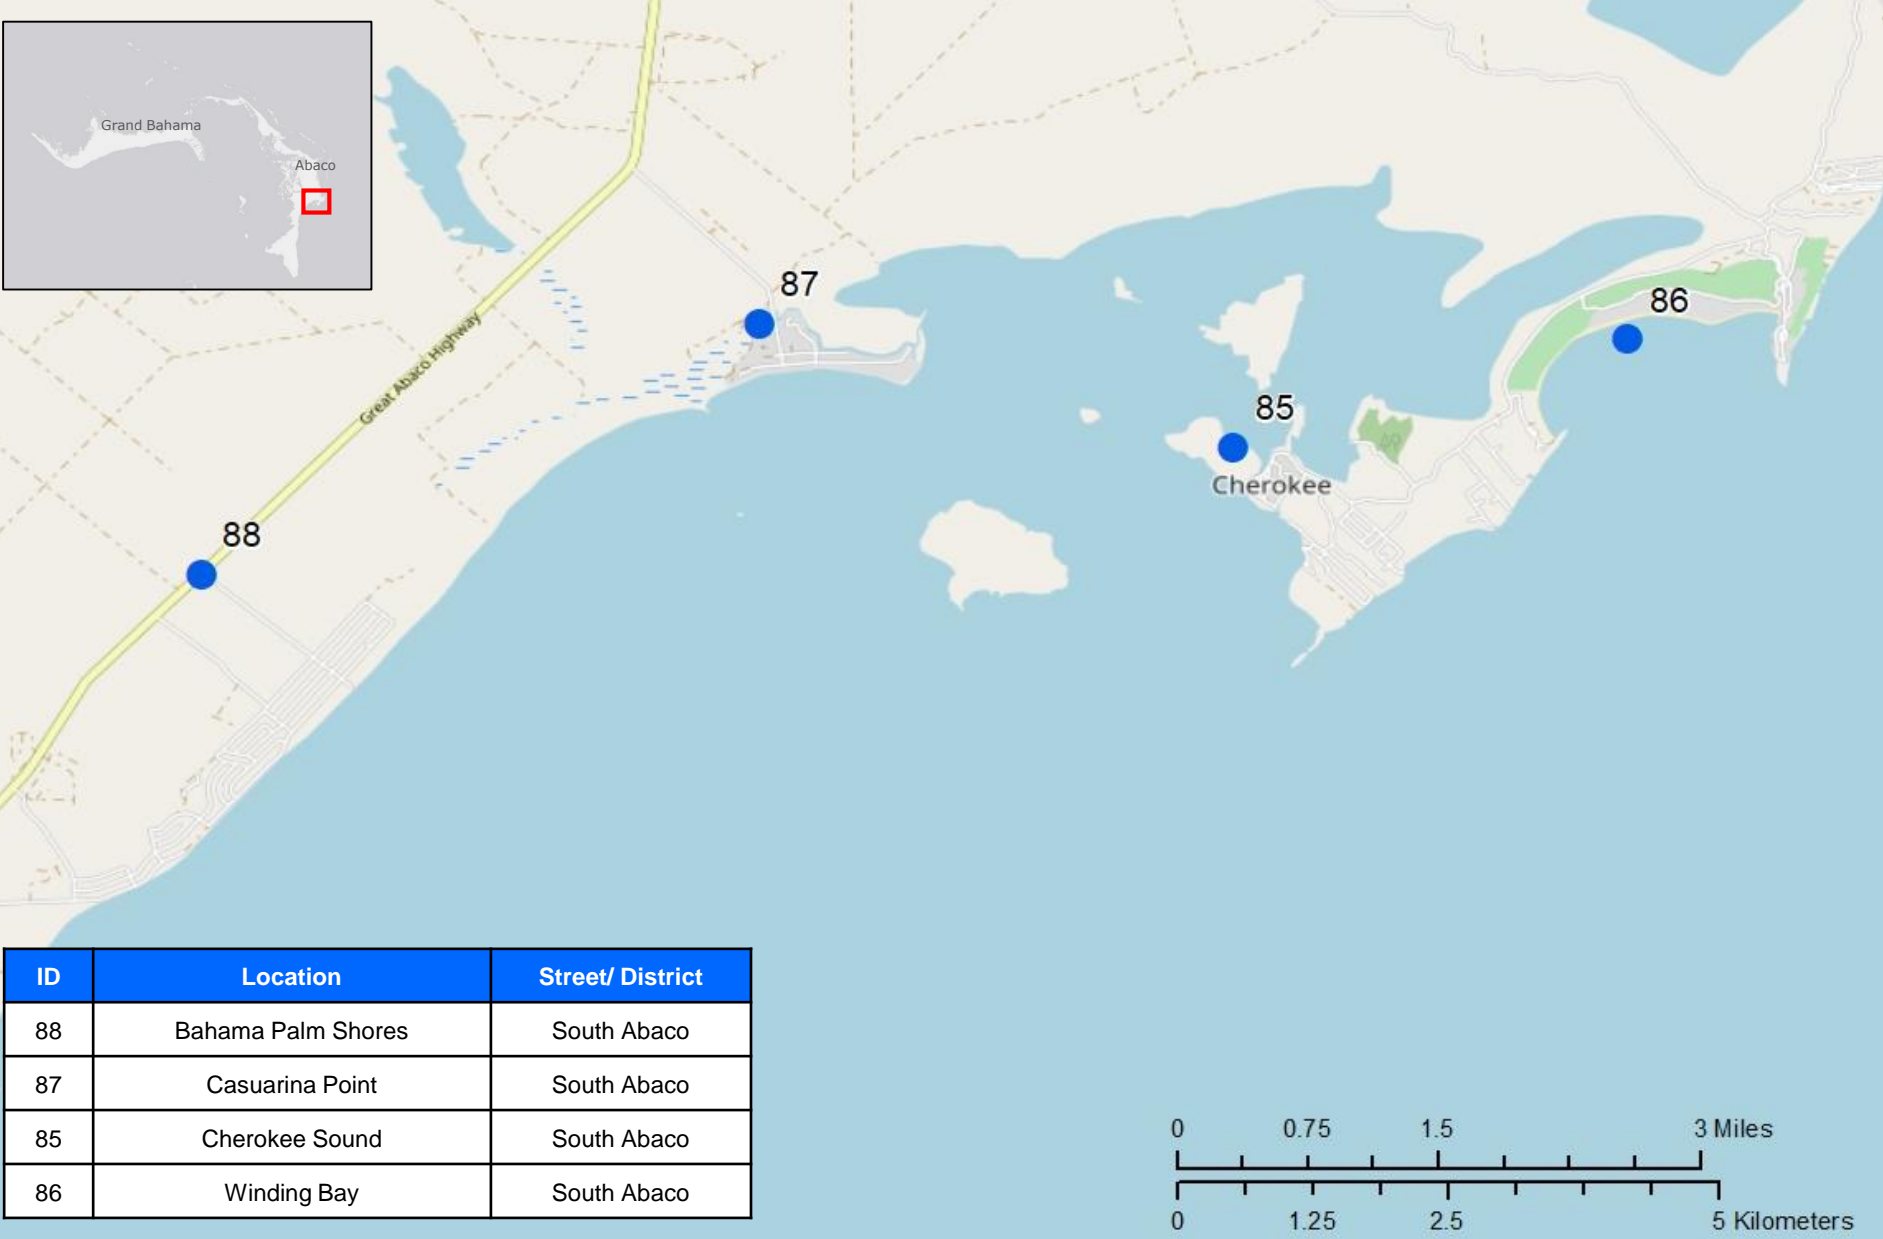 Grand Bahama
Abaco
87
86
Great Abaco Highway
85
Cherokee
88
ID Location Street/ District
88 Bahama Palm Shores South Abaco
87 Casuarina Point South Abaco
85 Cherokee Sound South Abaco
86 Winding Bay South Abaco
0 0.75 1.5 3 Miles
0 1.25 2.5 5 Kilometers